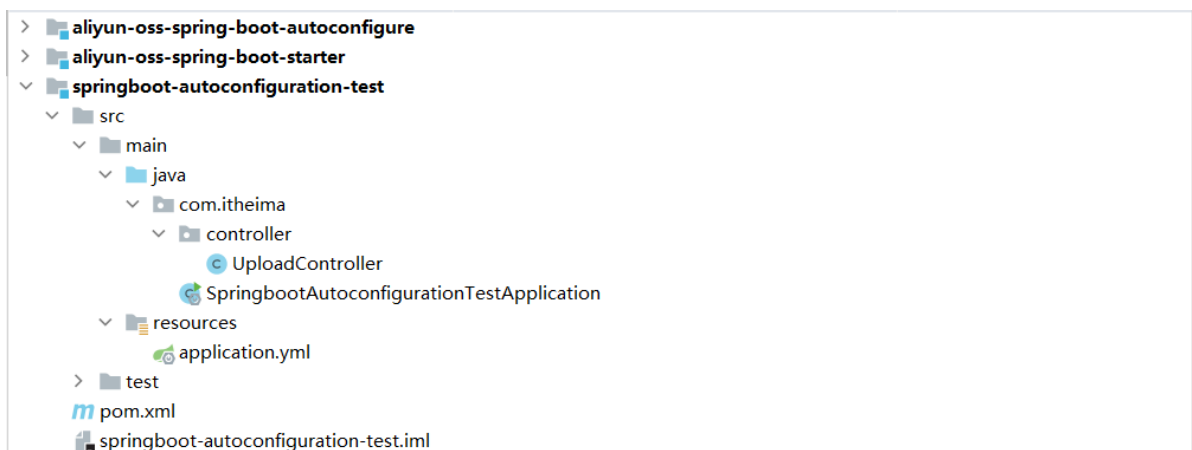 aliyun-oss-spring-boot-autoconfigure
aliyun-oss-spring-boot-starter
springboot-autoconfiguration-test
src
main
java
com.itheima
controller
C UploadController
SpringbootAutoconfigurationTestApplication
resources
application.yml
test
m pom.xml
springboot-autoconfiguration-test.iml